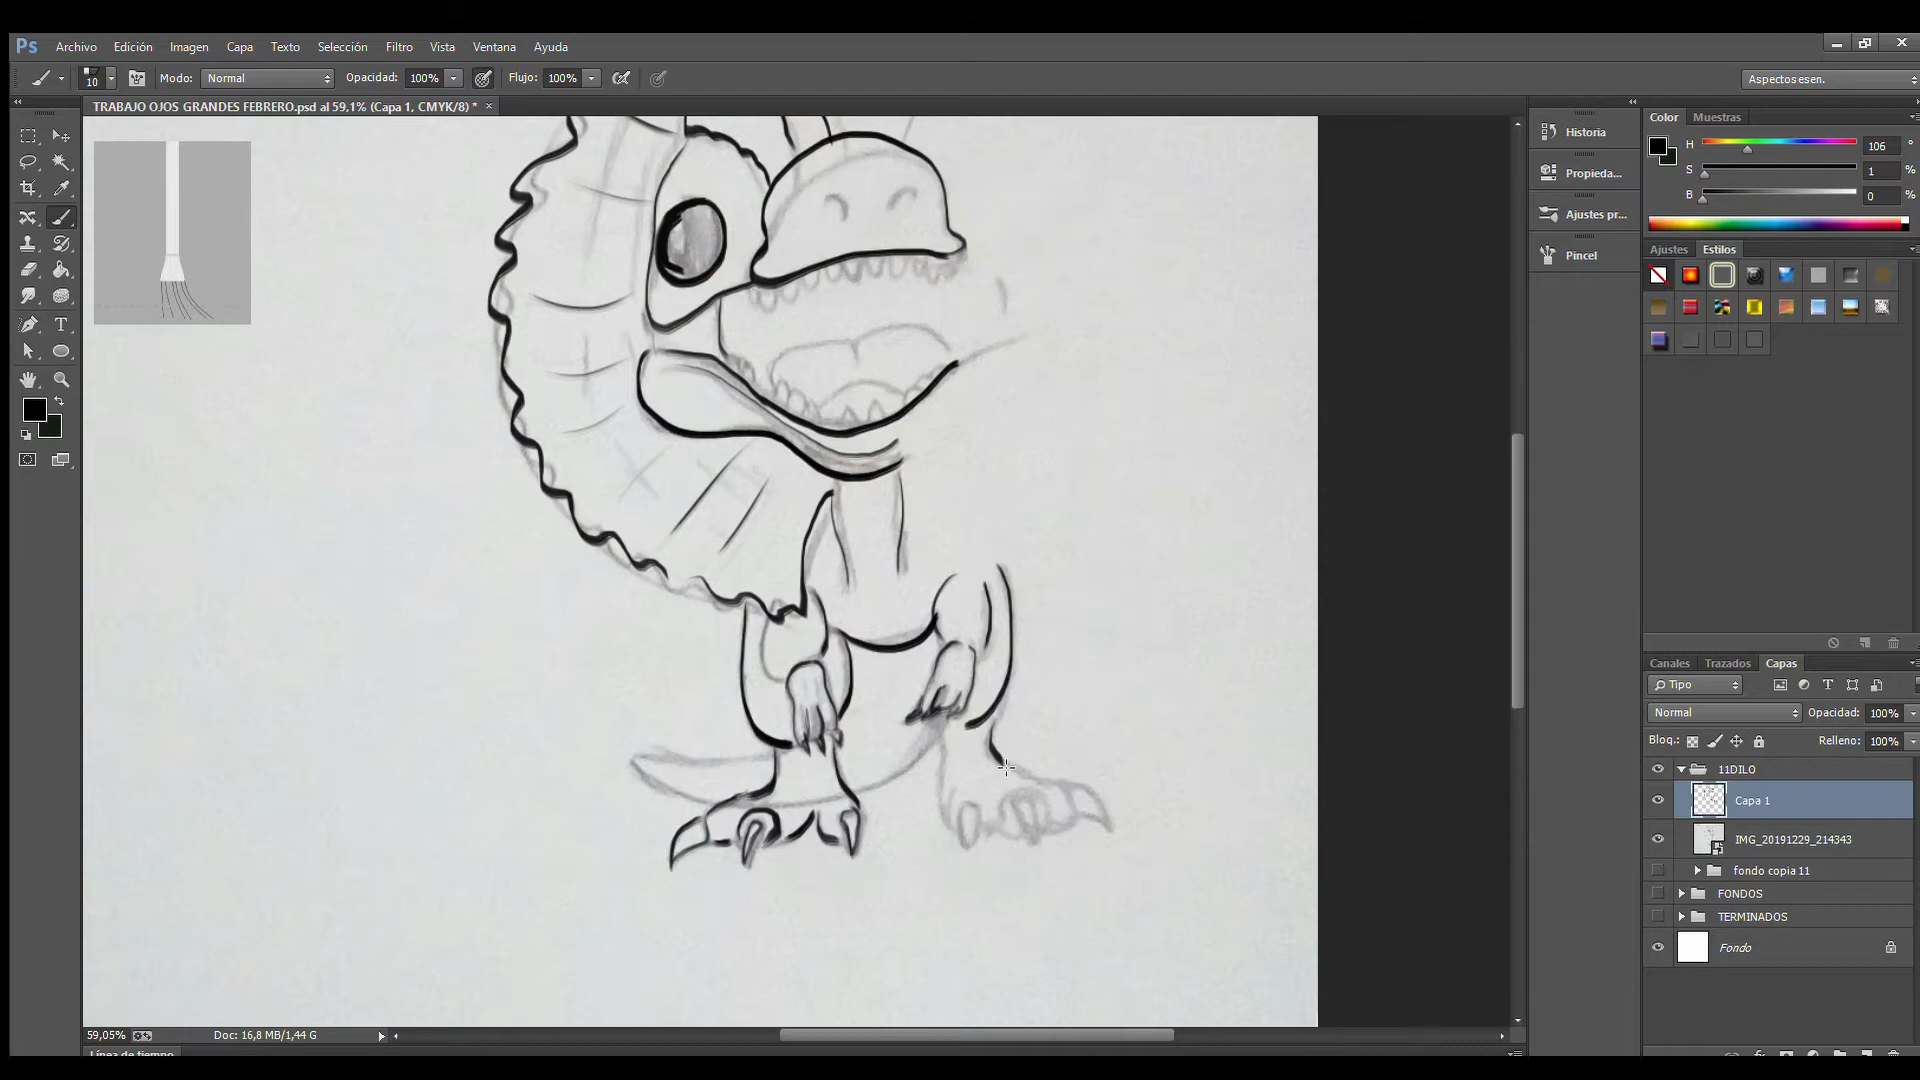 Ps Archivo Edición Imagen Capa Texto Selección Filtro Vista Ventana Ayuda
10 Modo: Normal Opacidad: 100% Flujo: 100% Aspectos esen.
TRABAJO OJOS GRANDES FEBRERO.psd al 59,1% (Capa 1, CMYK/8) * ×
Historia
Propieda...
Ajustes pr...
Pincel
Color Muestras
H 106 °
S 1 %
B 0 %
Ajustes Estilos
Canales Trazados Capas
Tipo
Normal Opacidad: 100%
Bloq.: Relleno: 100%
11DILO
Capa 1
IMG_20191229_214343
fondo copia 11
FONDOS
TERMINADOS
Fondo
59,05% Doc: 16,8 MB/1,44 G
Línea de tiempo